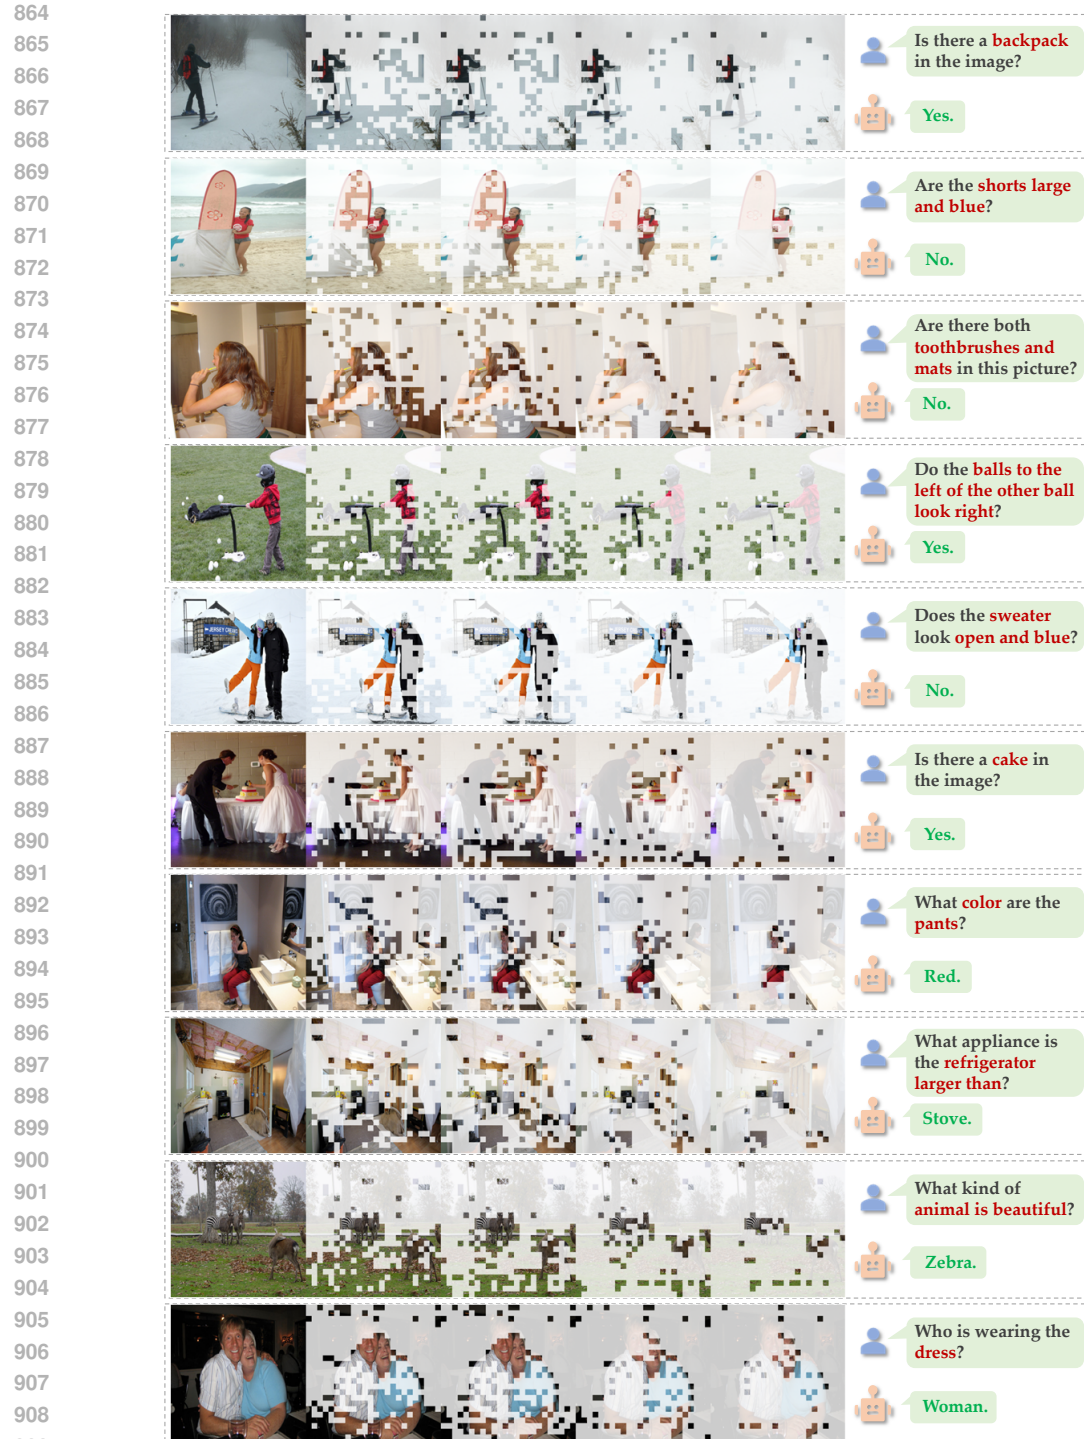 864
865
866
867
868
869
870
871
872
873
874
875
876
877
878
879
880
881
882
883
884
885
886
887
888
889
890
891
892
893
894
895
896
897
898
899
900
901
902
903
904
905
906
907
908
Is there a backpack
in the image?
Yes.
Are the shorts large
and blue?
No.
Are there both
toothbrushes and
mats in this picture?
No.
Do the balls to the
left of the other ball
look right?
Yes.
Does the sweater
look open and blue?
No.
Is there a cake in
the image?
Yes.
What color are the
pants?
Red.
What appliance is
the refrigerator
larger than?
Stove.
What kind of
animal is beautiful?
Zebra.
Who is wearing the
dress?
Woman.